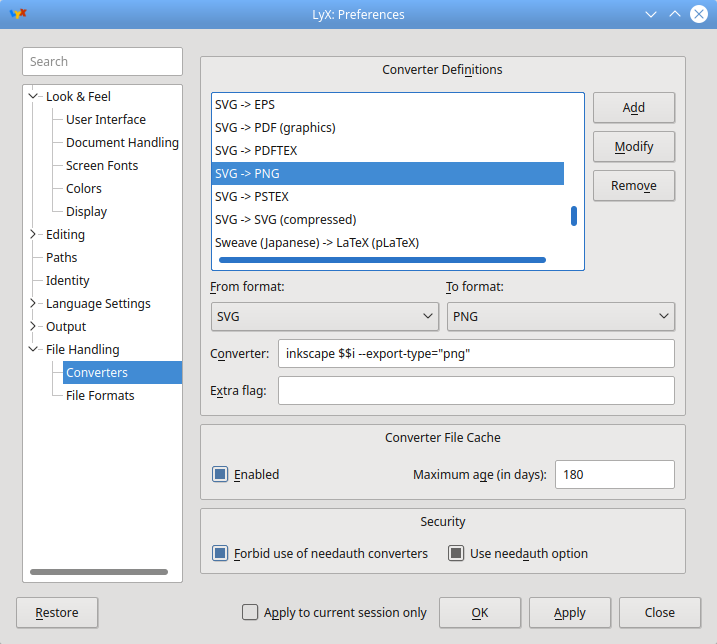 LyX: Preferences
Search
Look & Feel
User Interface
Document Handling
Screen Fonts
Colors
Display
Editing
Paths
Identity
Language Settings
Output
File Handling
Converters
File Formats
Converter Definitions
SVG -> EPS
SVG -> PDF (graphics)
SVG -> PDFTEX
SVG -> PNG
SVG -> PSTEX
SVG -> SVG (compressed)
Sweave (Japanese) -> LaTeX (pLaTeX)
Add
Modify
Remove
From format:
To format:
SVG
PNG
Converter:
inkscape $$i --export-type="png"
Extra flag:
Converter File Cache
Enabled
Maximum age (in days):
180
Security
Forbid use of needauth converters
Use needauth option
Restore
Apply to current session only
OK
Apply
Close